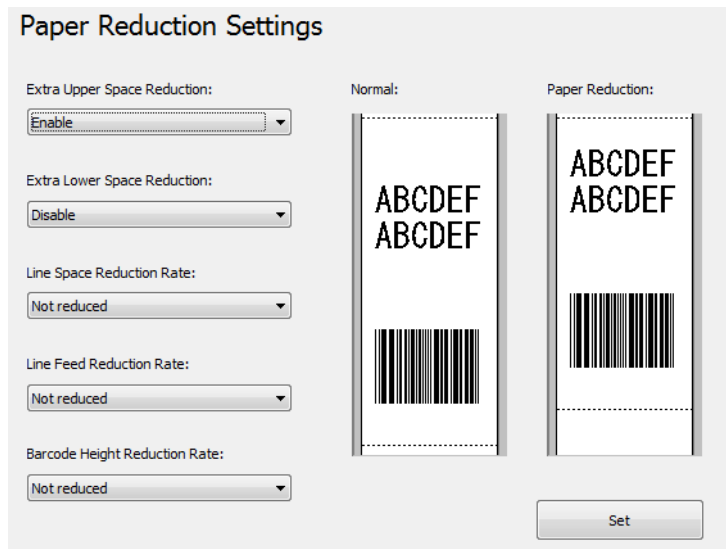 Paper Reduction Settings
Extra Upper Space Reduction:
Enable
Extra Lower Space Reduction:
Disable
Line Space Reduction Rate:
Not reduced
Line Feed Reduction Rate:
Not reduced
Barcode Height Reduction Rate:
Not reduced
Normal:
ABCDEF
ABCDEF
Paper Reduction:
ABCDEF
ABCDEF
Set